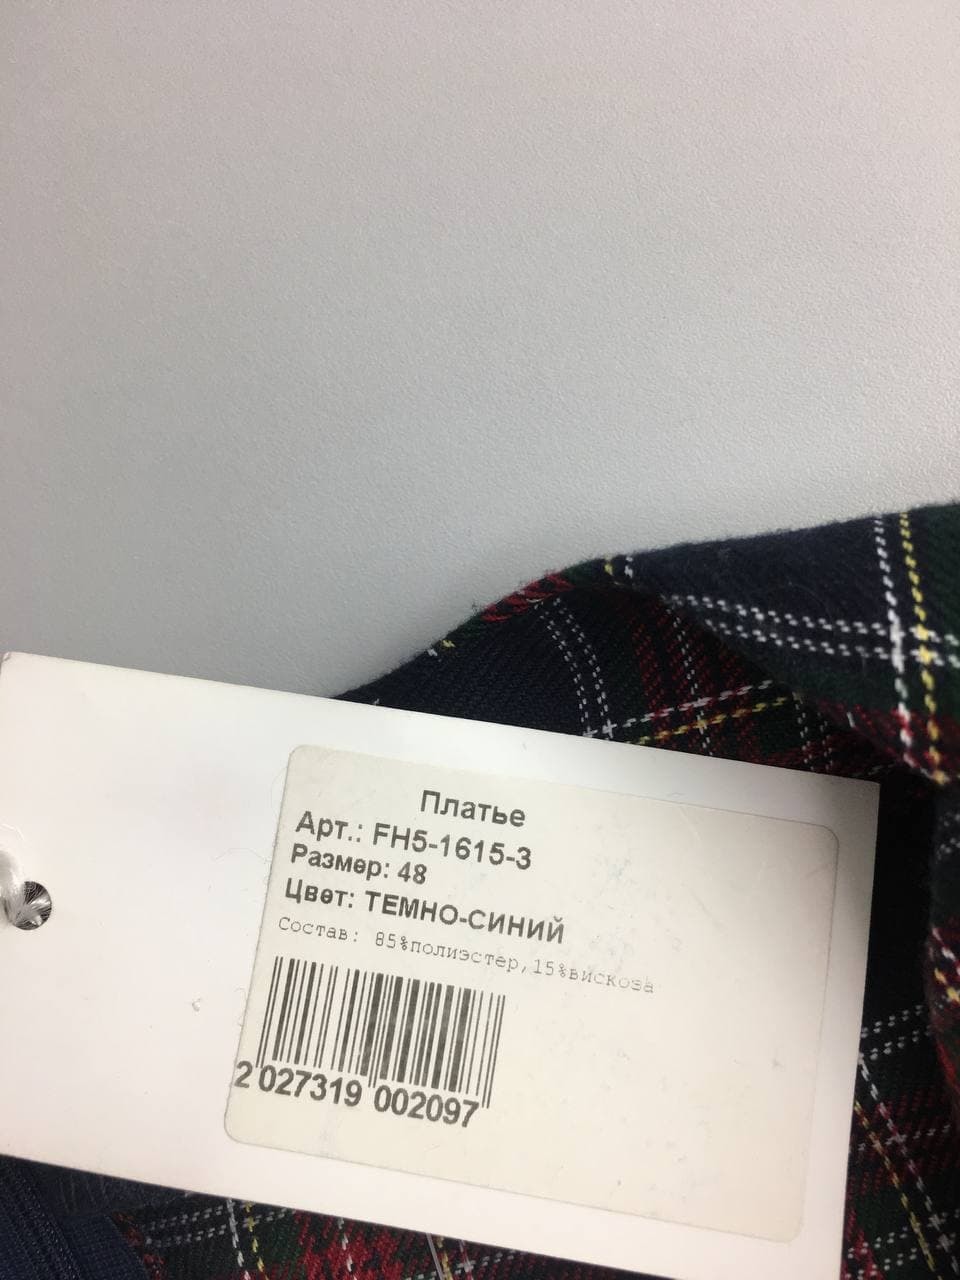 Платье
Арт.: FH5-1615-3
Размер: 48
Цвет: ТЕМНО-СИНИЙ
Состав: 85%полиэстер,15%вискоза
2 027319 002097